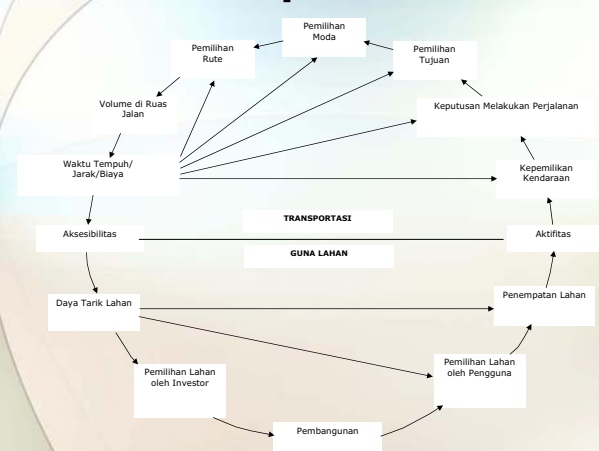 Pemilihan
Moda
Pemilihan
Rute
Pemilihan
Tujuan
Volume di Ruas
Jalan
Keputusan Melakukan Perjalanan
Waktu Tempuh/
Jarak/Biaya
Kepemilikan
Kendaraan
TRANSPORTASI
Aksesibilitas
Aktifitas
GUNA LAHAN
Daya Tarik Lahan
Penempatan Lahan
Pemilihan Lahan
oleh Investor
Pemilihan Lahan
oleh Pengguna
Pembangunan